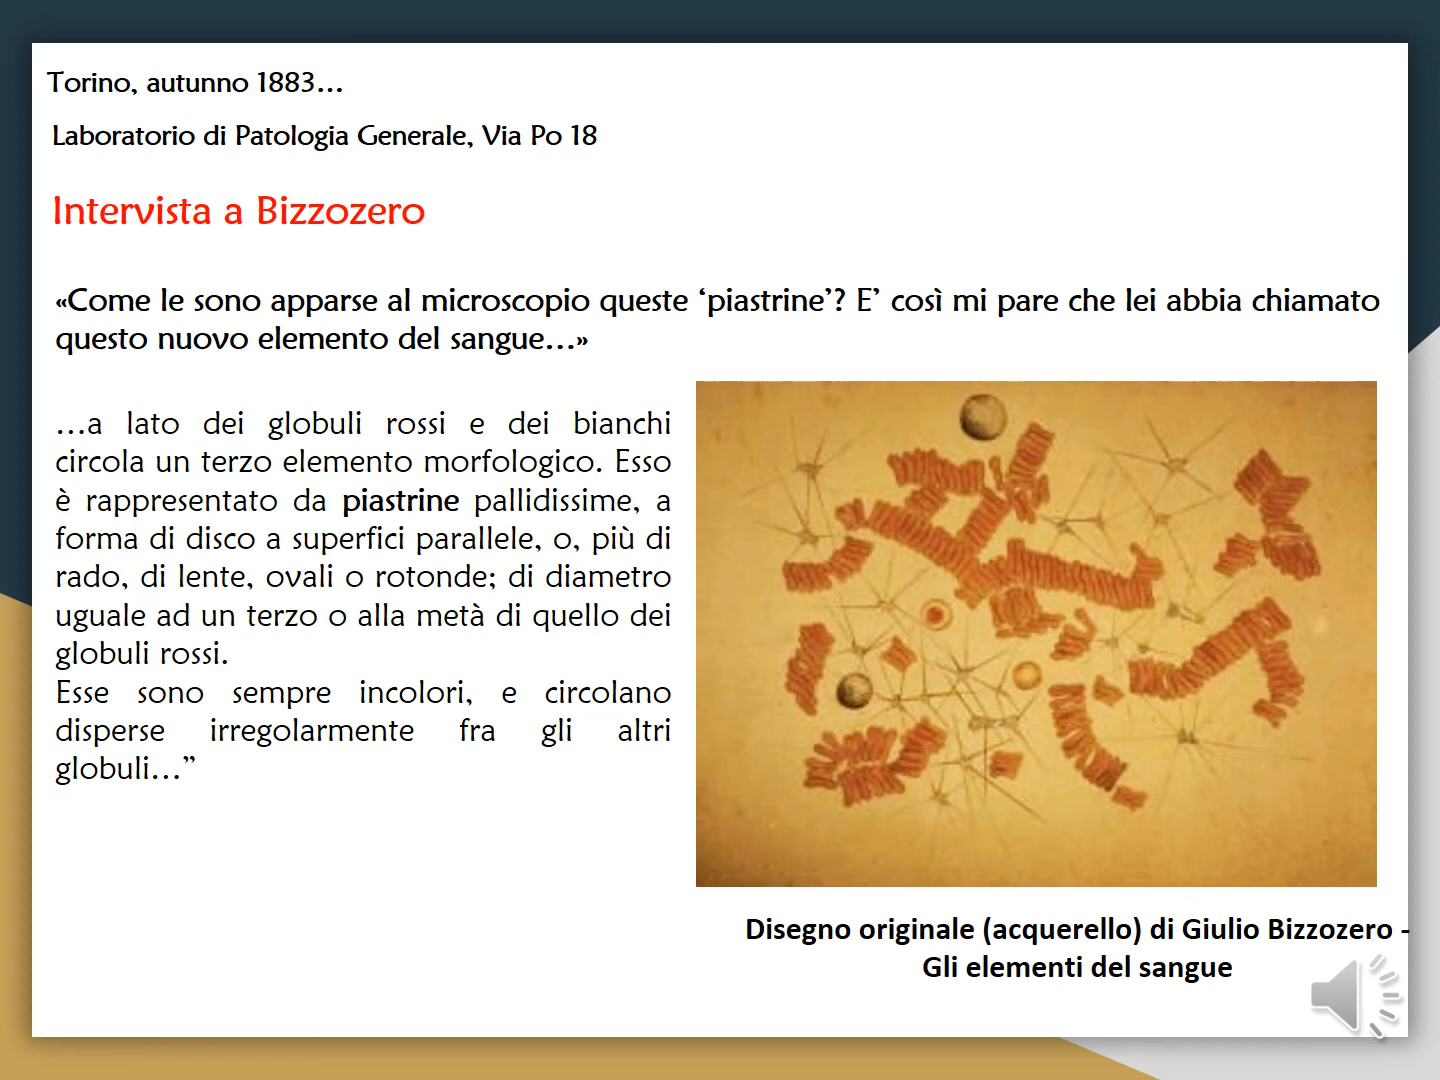 Torino, autunno 1883…
Laboratorio di Patologia Generale, Via Po 18
Intervista a Bizzozero
«Come le sono apparse al microscopio queste ‘piastrine’? E’ così mi pare che lei abbia chiamato
questo nuovo elemento del sangue…»
…a lato dei globuli rossi e dei bianchi
circola un terzo elemento morfologico. Esso
è rappresentato da piastrine pallidissime, a
forma di disco a superfici parallele, o, più di
rado, di lente, ovali o rotonde; di diametro
uguale ad un terzo o alla metà di quello dei
globuli rossi.
Esse sono sempre incolori, e circolano
disperse irregolarmente fra gli altri
globuli…”
Disegno originale (acquerello) di Giulio Bizzozero -
Gli elementi del sangue